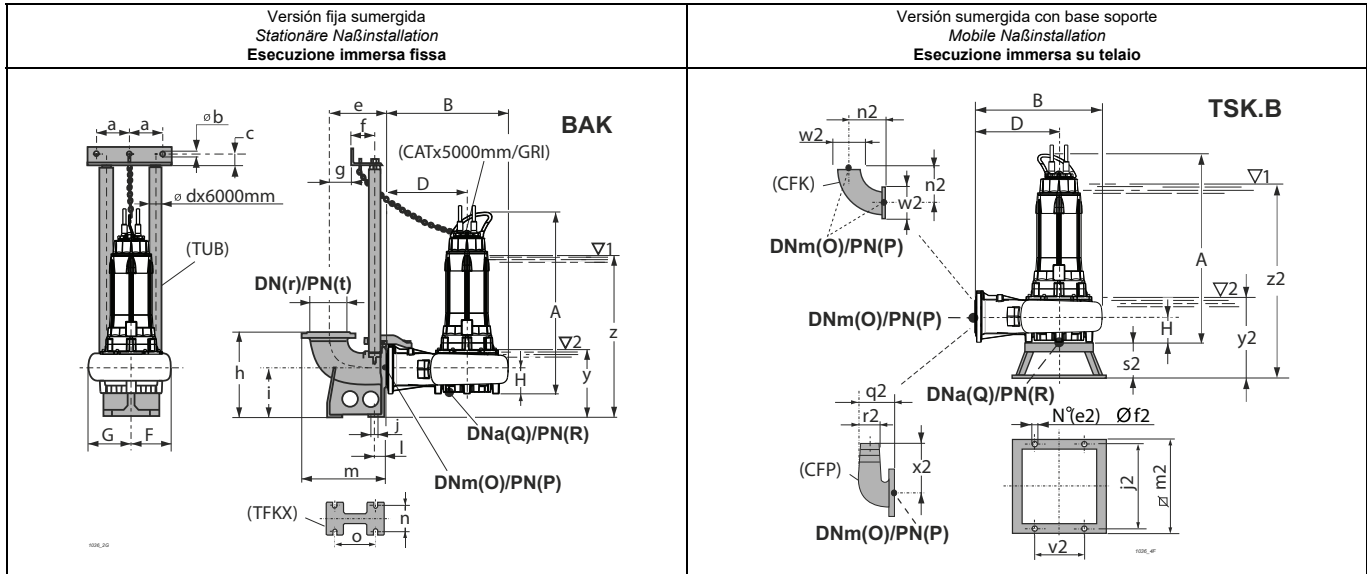 Versión fija sumergida
Stationäre Naßinstallation
Esecuzione immersa fissa
Versión sumergida con base soporte
Mobile Naßinstallation
Esecuzione immersa su telaio
BAK
e
B
a
a
ø b
c
f
g
(CATx5000mm/GRI)
D
ø dx6000mm
(TUB)
DN(r)/PN(t)
1
A
z
2
h
i
H
y
j
l
G
F
m
DNa(Q)/PN(R)
DNm(O)/PN(P)
(TFKX)
n
o
1026_2G
TSK.B
B
D
n2
w2
(CFK)
n2
w2
DNm(O)/PN(P)
1
A
z2
2
DNm(O)/PN(P)
H
y2
s2
DNa(Q)/PN(R)
q2
r2
N°(e2) Ø f2
(CFP)
x2
j2
m2
DNm(O)/PN(P)
v2
1026_4F